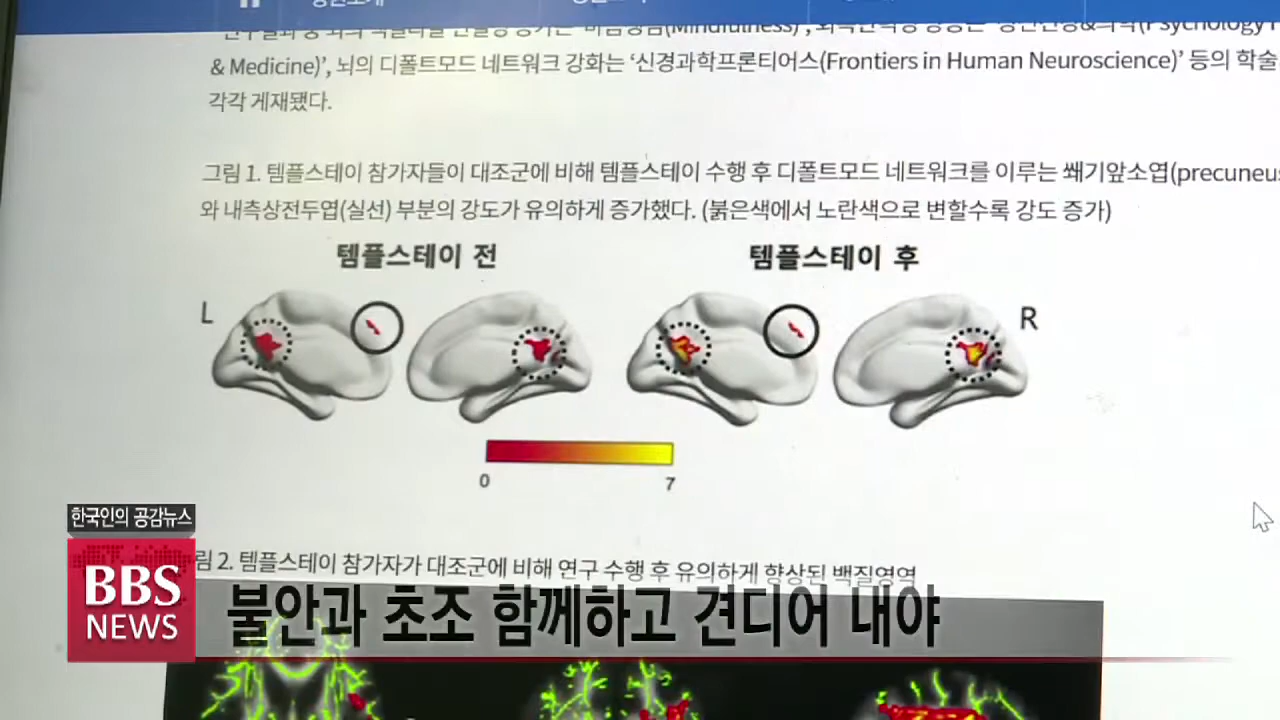 & Medicine)', 뇌의 디폴트모드 네트워크 강화는 '신경과학프론티어스(Frontiers in Human Neuroscience)' 등의 학술
각각 게재됐다.
그림 1. 템플스테이 참가자들이 대조군에 비해 템플스테이 수행 후 디폴트모드 네트워크를 이루는 쐐기앞소엽(precuneus
와 내측상전두엽(실선) 부분의 강도가 유의하게 증가했다. (붉은색에서 노란색으로 변할수록 강도 증가)
템플스테이 전
템플스테이 후
L
R
0
7
림 2. 템플스테이 참가자가 대조군에 비해 연구 수행 후 유의하게 향상된 백질영역
한국인의 공감뉴스
BBS
NEWS
불안과 초조 함께하고 견디어 내야